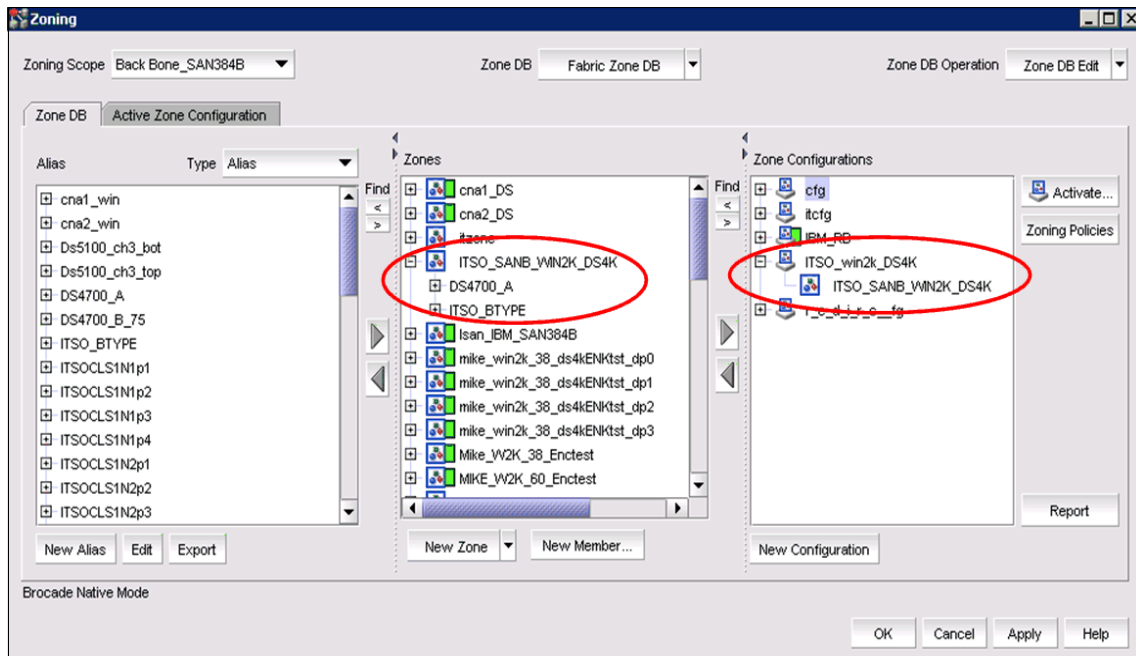 Zoning
Zoning Scope Back Bone_SAN384B Zone DB Fabric Zone DB Zone DB Operation Zone DB Edit
Zone DB Active Zone Configuration
Alias Type Alias
cna1_win
cna2_win
Ds5100_ch3_bot
Ds5100_ch3_top
DS4700_A
DS4700_B_75
ITSO_BTYPE
ITSOCLS1N1p1
ITSOCLS1N1p2
ITSOCLS1N1p3
ITSOCLS1N1p4
ITSOCLS1N2p1
ITSOCLS1N2p2
ITSOCLS1N2p3
New Alias Edit Export
Find
<
>
Zones
cna1_DS
cna2_DS
itzone
ITSO_SANB_WIN2K_DS4K
DS4700_A
ITSO_BTYPE
lsan_IBM_SAN384B
mike_win2k_38_ds4kENKtst_dp0
mike_win2k_38_ds4kENKtst_dp1
mike_win2k_38_ds4kENKtst_dp2
mike_win2k_38_ds4kENKtst_dp3
Mike_W2K_38_Enctest
MIKE_W2K_60_Enctest
New Zone New Member...
Find
<
>
Zone Configurations
cfg
itcfg
IBM_RB
ITSO_win2k_DS4K
ITSO_SANB_WIN2K_DS4K
New Configuration
Activate...
Zoning Policies
Report
Brocade Native Mode
OK Cancel Apply Help